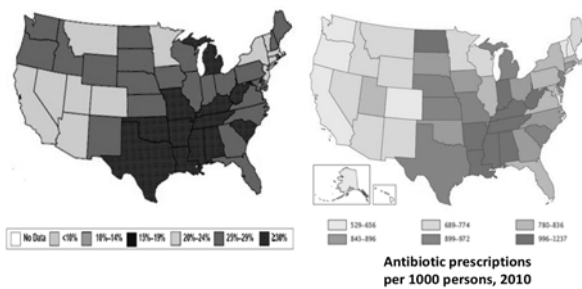 No Data <10% 10%–14% 15%–19% 20%–24% 25%–29% ≥30%
529–656 689–774 780–836
843–896 899–972 996–1237
Antibiotic prescriptions
per 1000 persons, 2010